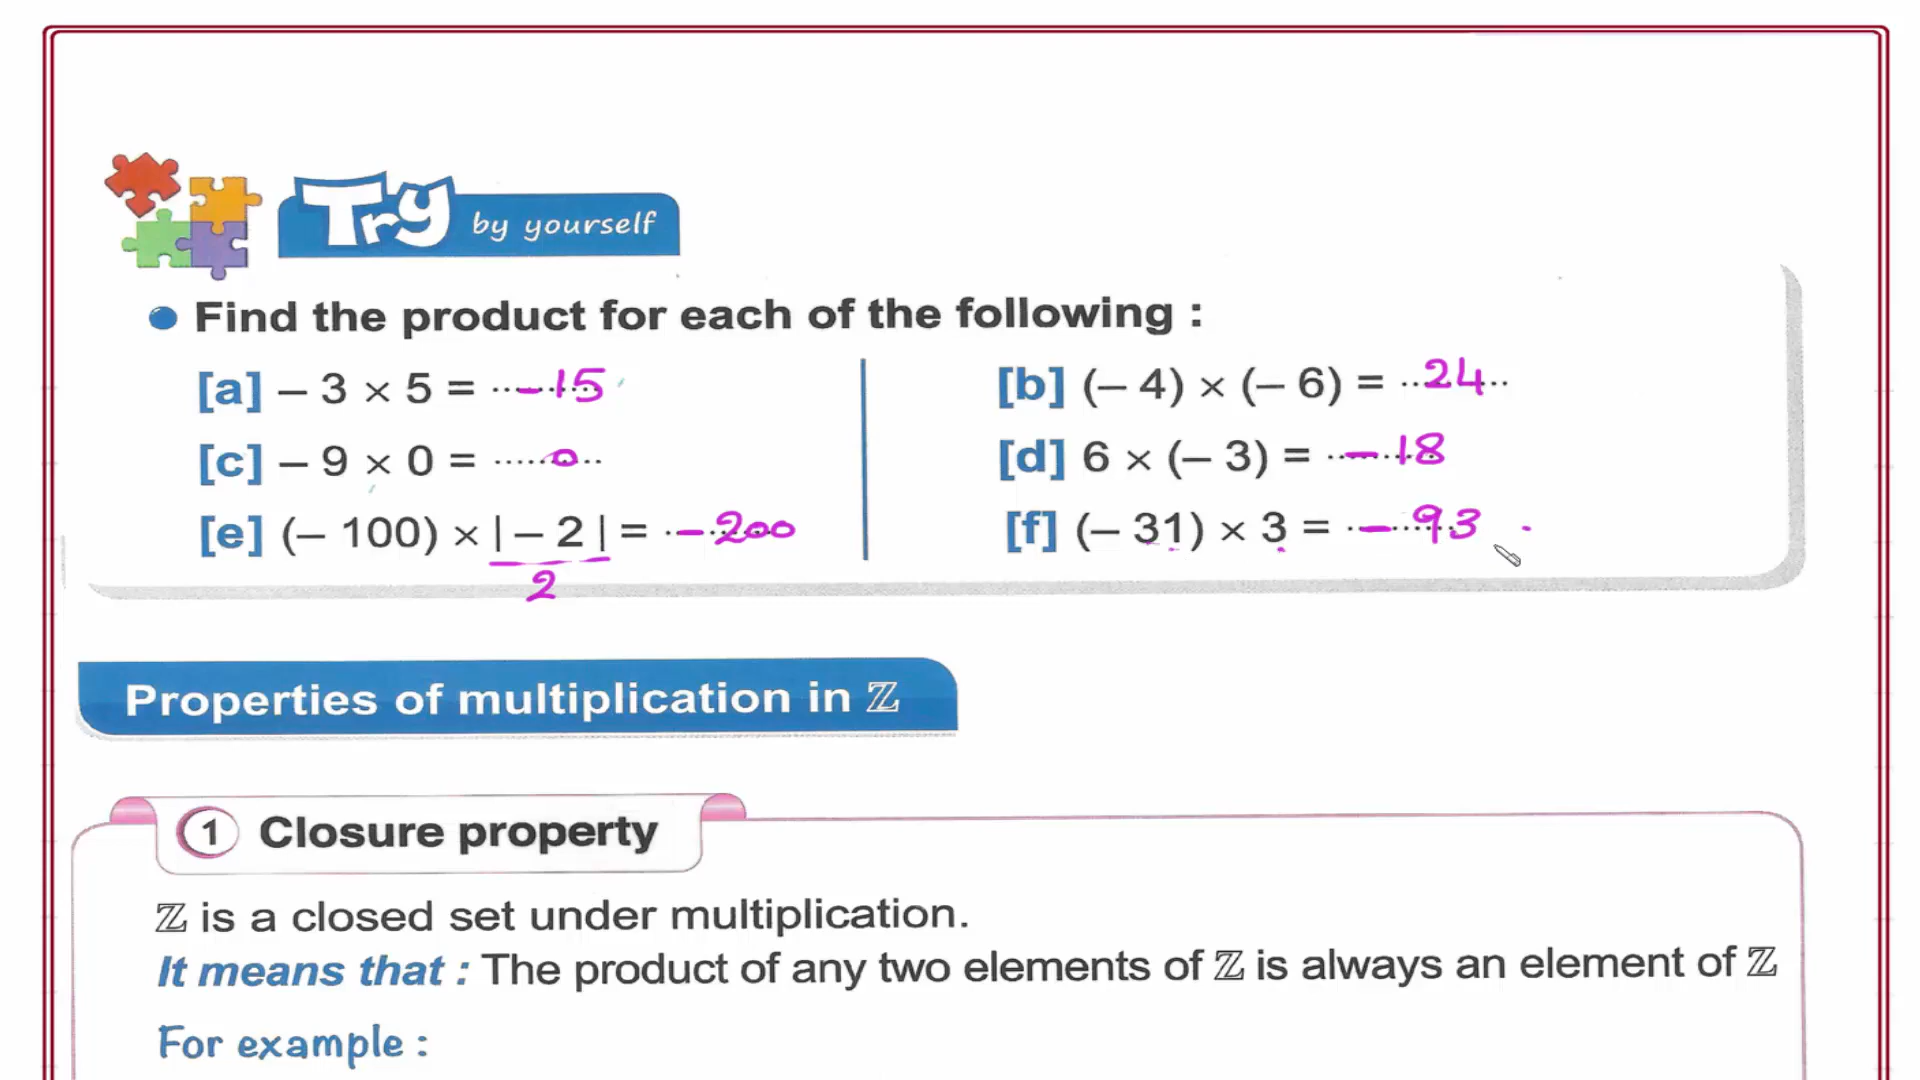 Try by yourself
Find the product for each of the following :
[a] – 3 × 5 = -15
[b] (– 4) × (– 6) = 24
[c] – 9 × 0 = 0
[d] 6 × (– 3) = -18
[e] (– 100) × | – 2 | = -200
2
[f] (– 31) × 3 = -93
Properties of multiplication in ℤ
1 Closure property
ℤ is a closed set under multiplication.
It means that : The product of any two elements of ℤ is always an element of ℤ
For example :